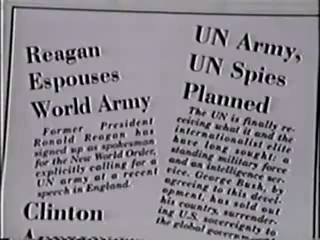 Reagan
Espouses
World Army
Former President
Ronald Reagan has
signed up as spokesman
for the New World Order,
explicitly calling for a
UN army at a recent
speech in England.
Clinton
UN Army,
UN Spies
Planned
The UN is finally re-
ceiving what it and the
internationalist elite
have long sought: a
standing military force
and an intelligence
vice. George Bush, by
agreeing to this
opment, has sold out
his country, surrender-
ing U.S. sovereignty to
the global government